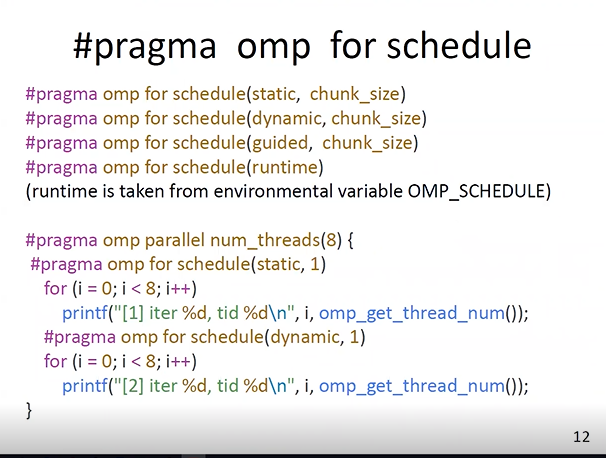 #pragma omp for schedule
#pragma omp for schedule(static, chunk_size)
#pragma omp for schedule(dynamic, chunk_size)
#pragma omp for schedule(guided, chunk_size)
#pragma omp for schedule(runtime)
(runtime is taken from environmental variable OMP_SCHEDULE)
#pragma omp parallel num_threads(8) {
#pragma omp for schedule(static, 1)
for (i = 0; i < 8; i++)
printf("[1] iter %d, tid %d\n", i, omp_get_thread_num());
#pragma omp for schedule(dynamic, 1)
for (i = 0; i < 8; i++)
printf("[2] iter %d, tid %d\n", i, omp_get_thread_num());
}
12